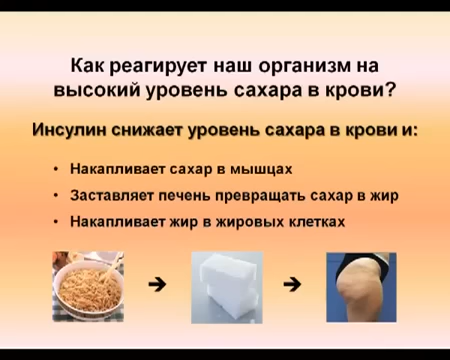 Как реагирует наш организм на
высокий уровень сахара в крови?
Инсулин снижает уровень сахара в крови и:
• Накапливает сахар в мышцах
• Заставляет печень превращать сахар в жир
• Накапливает жир в жировых клетках